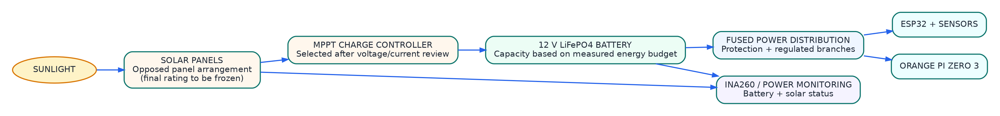 SUNLIGHT
SOLAR PANELS
Opposed panel arrangement
(final rating to be frozen)
MPPT CHARGE CONTROLLER
Selected after voltage/current review
12 V LiFePO4 BATTERY
Capacity based on measured energy budget
FUSED POWER DISTRIBUTION
Protection + regulated branches
INA260 / POWER MONITORING
Battery + solar status
ESP32 + SENSORS
ORANGE PI ZERO 3